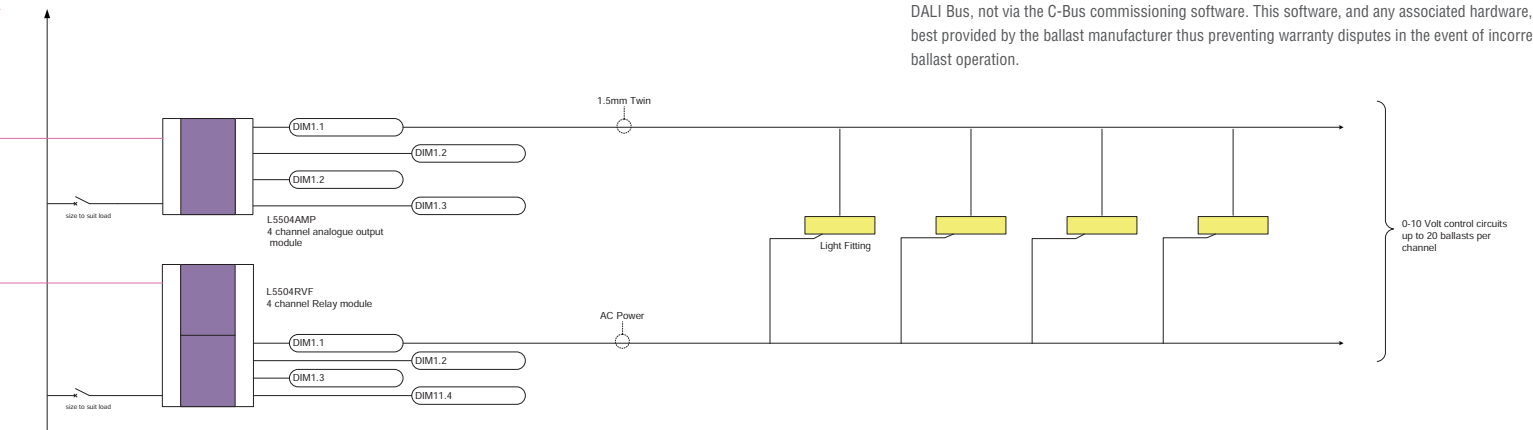 DALI Bus, not via the C-Bus commissioning software. This software, and any associated hardware,
best provided by the ballast manufacturer thus preventing warranty disputes in the event of incorre
ballast operation.
1.5mm Twin
DIM1.1
DIM1.2
DIM1.2
DIM1.3
size to suit load
L5504AMP
4 channel analogue output
module
Light Fitting
0-10 Volt control circuits
up to 20 ballasts per
channel
L5504RVF
4 channel Relay module
AC Power
DIM1.1
DIM1.2
DIM1.3
DIM11.4
size to suit load